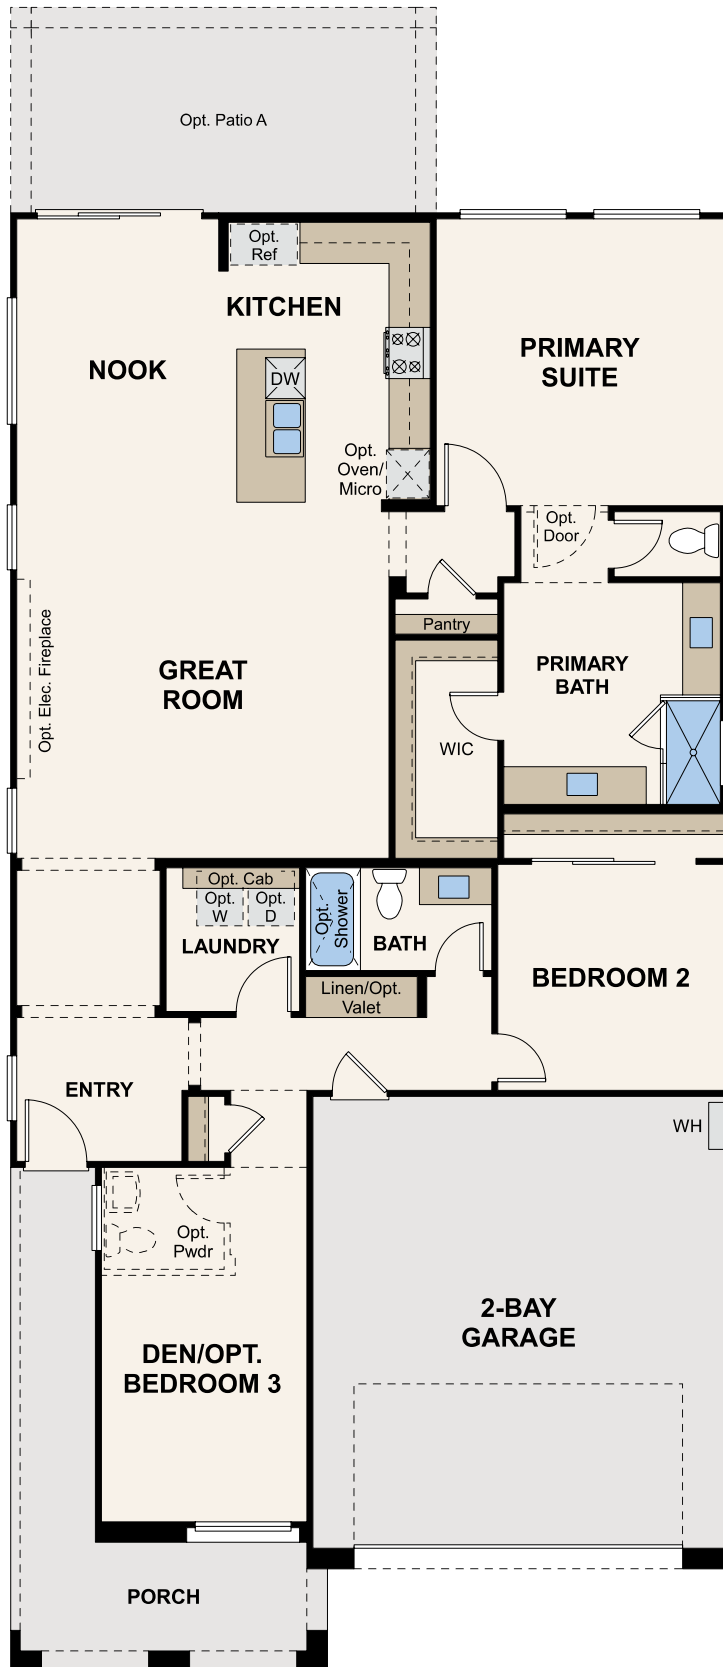 Opt. Patio A
Opt.
Ref
KITCHEN
NOOK
DW
PRIMARY
SUITE
Opt.
Oven/
Micro
Opt.
Door
Pantry
Opt. Elec. Fireplace
GREAT
ROOM
PRIMARY
BATH
WIC
Opt. Cab
Opt.
W
Opt.
D
LAUNDRY
Opt.
Shower
BATH
BEDROOM 2
Linen/Opt.
Valet
ENTRY
WH
Opt.
Pwdr
2-BAY
GARAGE
DEN/OPT.
BEDROOM 3
PORCH